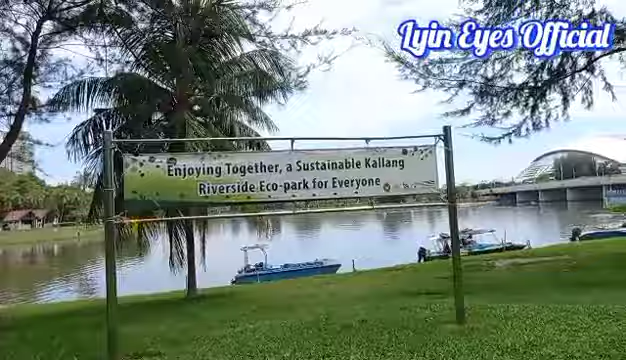 Lyin Eyes Official
Enjoying Together, a Sustainable Kallang
Riverside Eco-park for Everyone